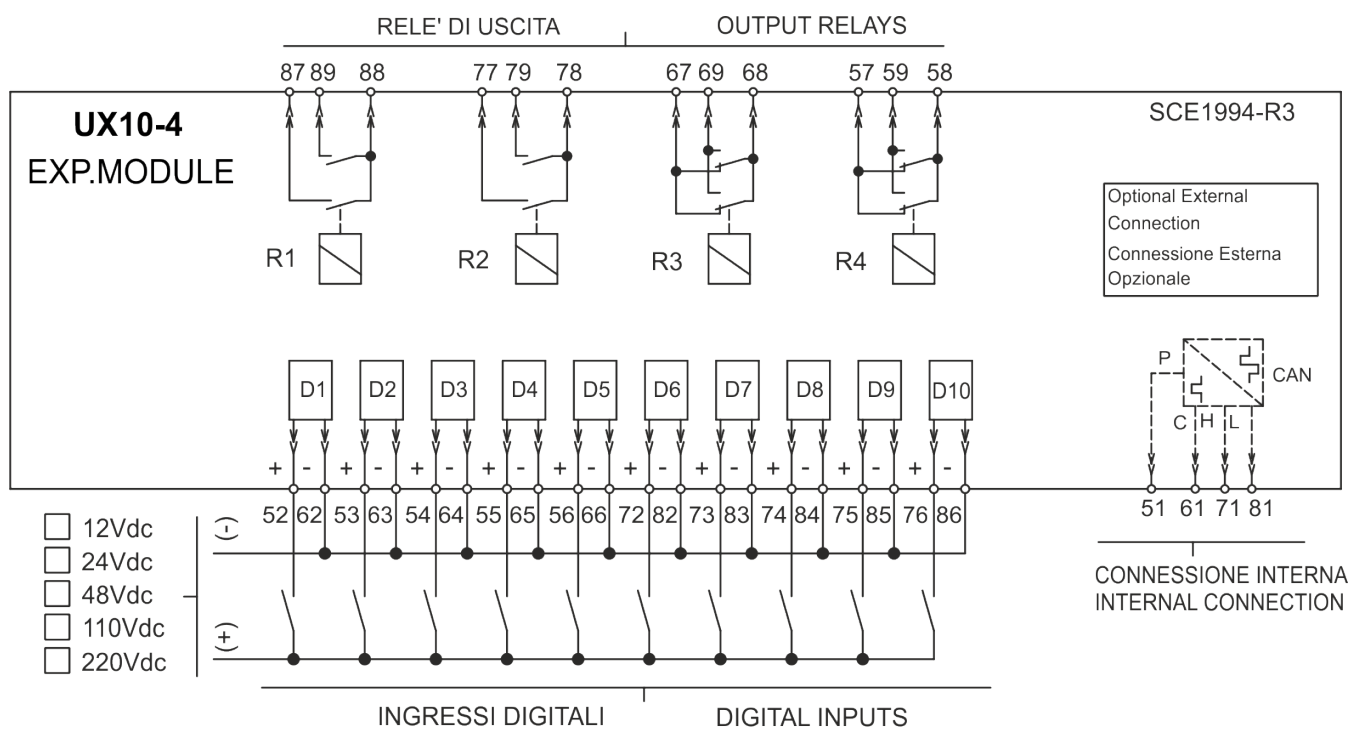 RELE' DI USCITA OUTPUT RELAYS
87 89 88 77 79 78 67 69 68 57 59 58
UX10-4
EXP.MODULE
SCE1994-R3
Optional External
Connection
Connessione Esterna
Opzionale
R1 R2 R3 R4
P
CAN
D1 D2 D3 D4 D5 D6 D7 D8 D9 D10
C H L
+ - + - + - + - + - + - + - + - + - + -
52 62 53 63 54 64 55 65 56 66 72 82 73 83 74 84 75 85 76 86
51 61 71 81
12Vdc
(-)
24Vdc
48Vdc
110Vdc
(+)
220Vdc
CONNESSIONE INTERNA
INTERNAL CONNECTION
INGRESSI DIGITALI DIGITAL INPUTS